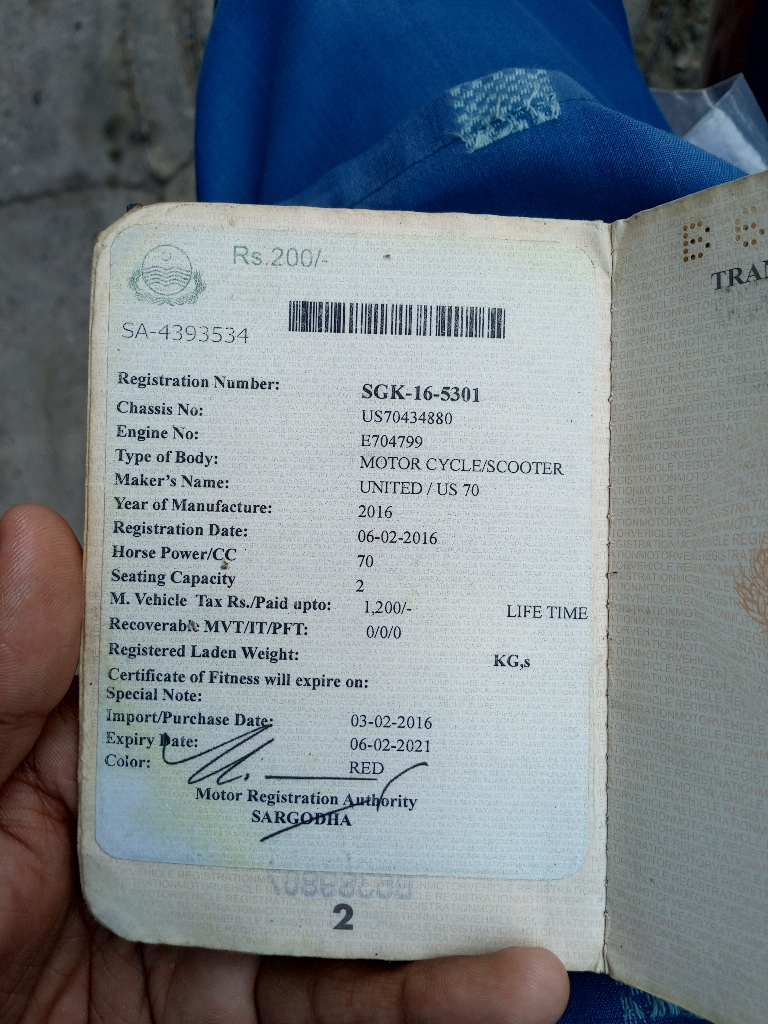 Rs.200/-
SA-4393534
Registration Number: SGK-16-5301
Chassis No: US70434880
Engine No: E704799
Type of Body: MOTOR CYCLE/SCOOTER
Maker's Name: UNITED / US 70
Year of Manufacture: 2016
Registration Date: 06-02-2016
Horse Power/CC 70
Seating Capacity 2
M. Vehicle Tax Rs./Paid upto: 1,200/- LIFE TIME
Recoverable MVT/IT/PFT: 0/0/0
Registered Laden Weight: KG,s
Certificate of Fitness will expire on:
Special Note:
Import/Purchase Date: 03-02-2016
Expiry Date: 06-02-2021
Color: RED
Motor Registration Authority
SARGODHA
2